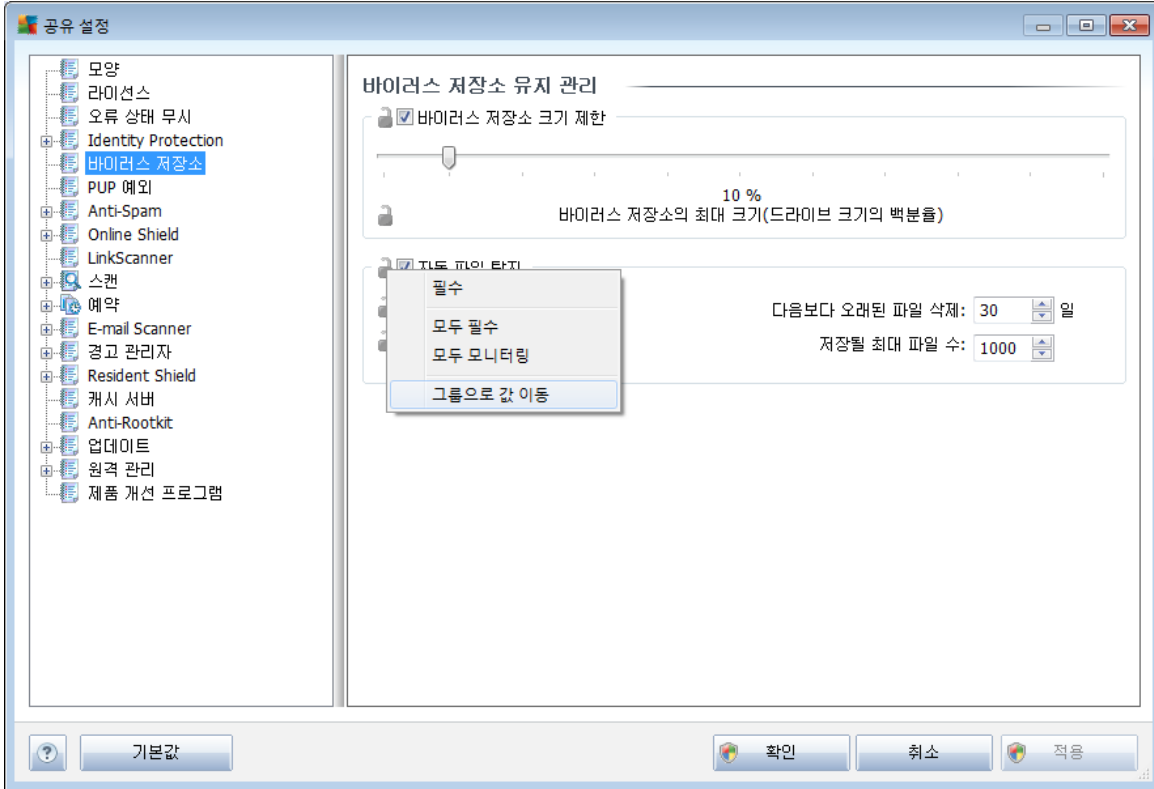 공유 설정
모양
라이선스
오류 상태 무시
Identity Protection
바이러스 저장소
PUP 예외
Anti-Spam
Online Shield
LinkScanner
스캔
예약
E-mail Scanner
경고 관리자
Resident Shield
캐시 서버
Anti-Rootkit
업데이트
원격 관리
제품 개선 프로그램
바이러스 저장소 유지 관리
바이러스 저장소 크기 제한
10 %
바이러스 저장소의 최대 크기(드라이브 크기의 백분율)
자동 파일 탐지
필수
모두 필수
모두 모니터링
그룹으로 값 이동
다음보다 오래된 파일 삭제: 30 일
저장될 최대 파일 수: 1000
? 기본값 확인 취소 적용